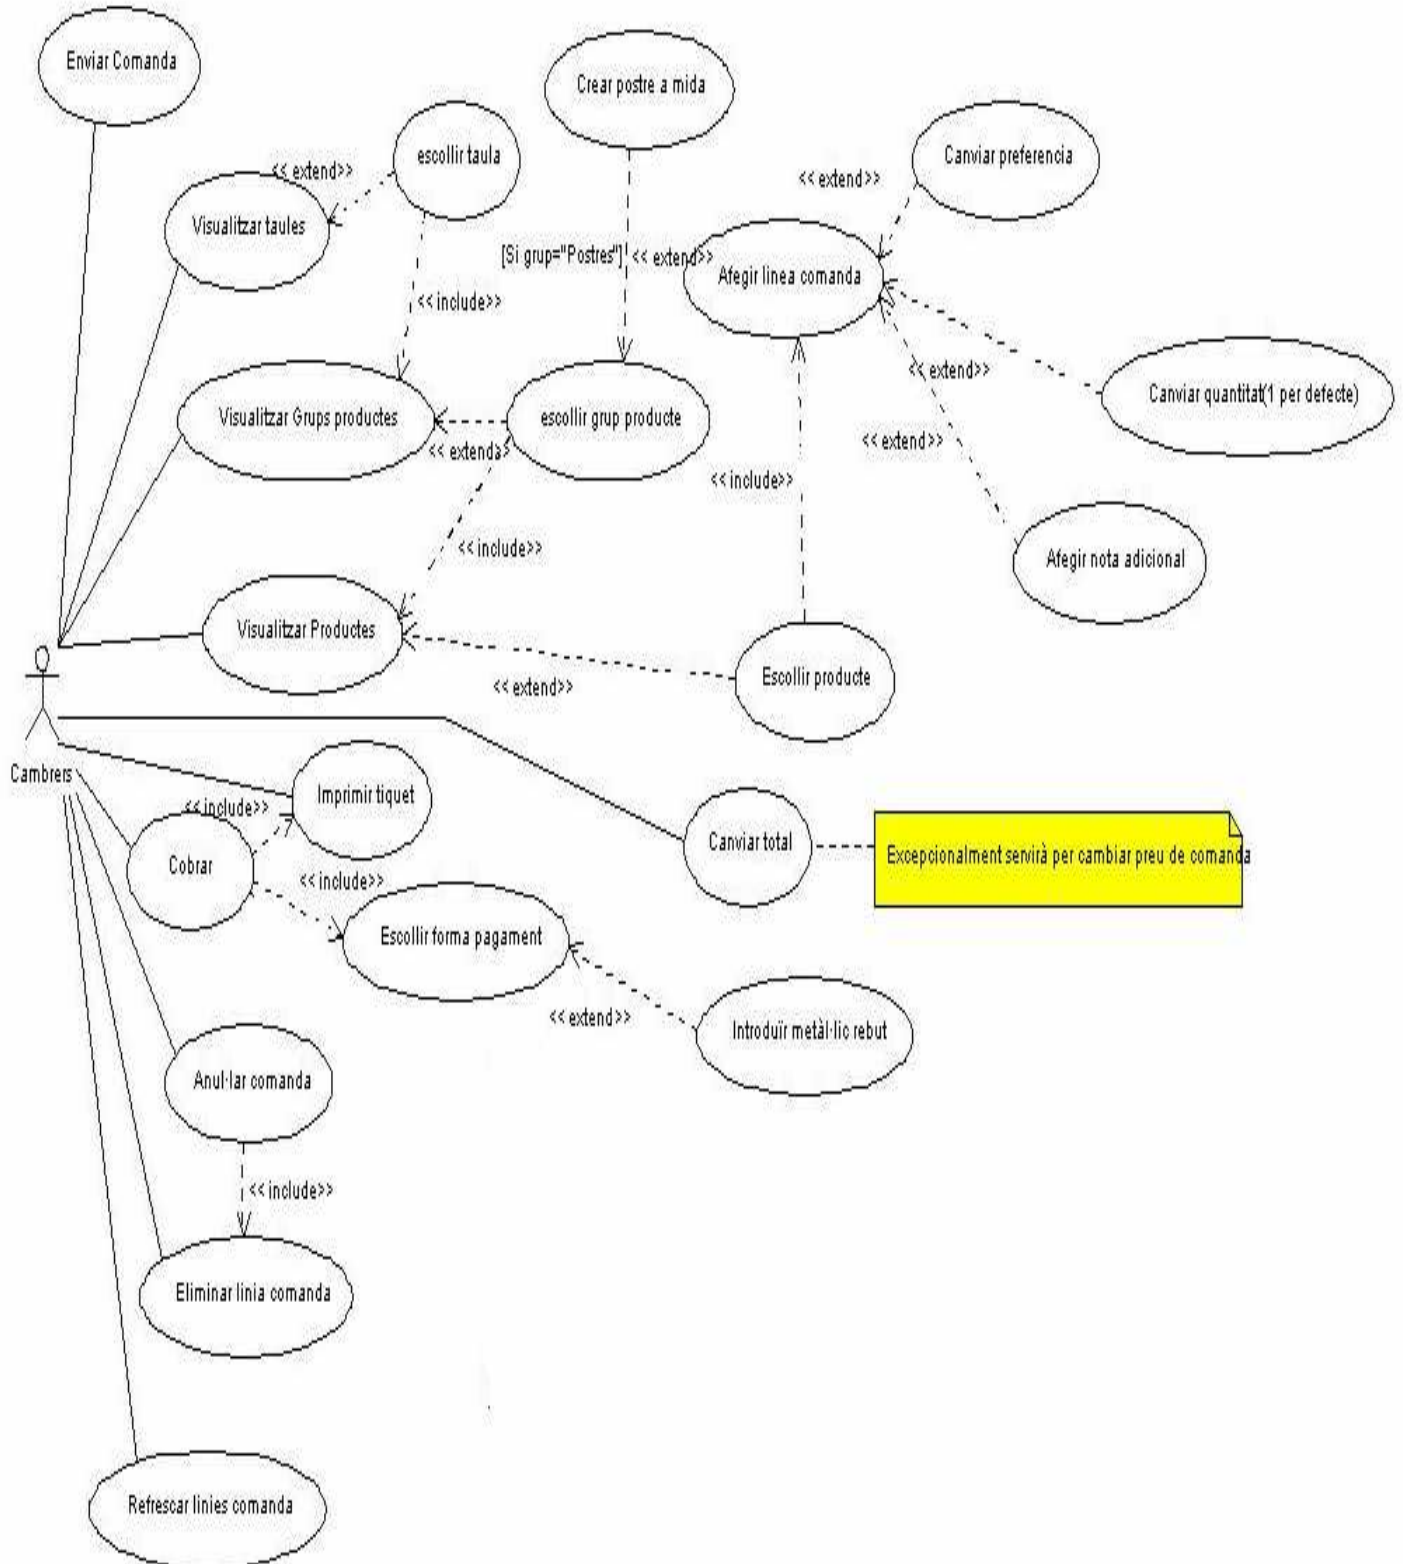 Enviar Comanda
Crear postre a mida
escollir taula
Canviar preferencia
<< extend>>
<< extend>>
Visualitzar taules
[Si grup="Postres"]
<< extend>>
Afegir linea comanda
<< include>>
<< extend>>
Canviar quantitat(1 per defecte)
Visualitzar Grups productes
escollir grup producte
<< extend>>
<< extend>>
<< include>>
<< include>>
Afegir nota adicional
Visualitzar Productes
Escollir producte
<< extend>>
Cambrers
Imprimir tiquet
<< include>>
Canviar total
Excepcionalment servirà per cambiar preu de comanda
Cobrar
<< include>>
Escollir forma pagament
<< extend>>
Introduïr metàl·lic rebut
Anul·lar comanda
<< include>>
Eliminar linia comanda
Refrescar linies comanda